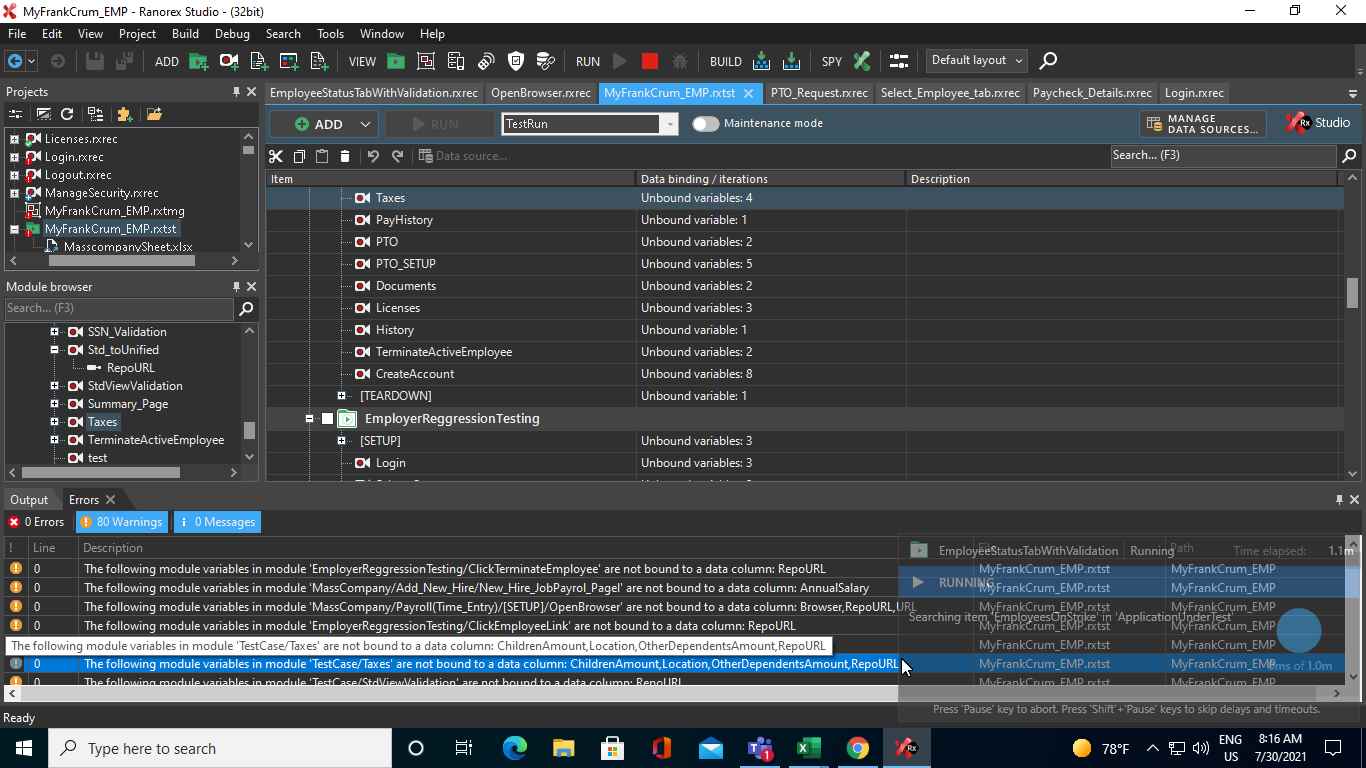 MyFrankCrum_EMP - Ranorex Studio - (32bit)
File Edit View Project Build Debug Search Tools Window Help
ADD VIEW RUN BUILD SPY Default layout
Projects
EmployeeStatusTabWithValidation.rxrec OpenBrowser.rxrec MyFrankCrum_EMP.rxtst PTO_Request.rxrec Select_Employee_tab.rxrec Paycheck_Details.rxrec Login.rxrec
ADD RUN TestRun Maintenance mode MANAGE DATA SOURCES... Rx Studio
Data source... Search... (F3)
Licenses.rxrec
Login.rxrec
Logout.rxrec
ManageSecurity.rxrec
MyFrankCrum_EMP.rxtmg
MyFrankCrum_EMP.rxtst
MasscompanySheet.xlsx
Module browser
Search... (F3)
SSN_Validation
Std_toUnified
RepoURL
StdViewValidation
Summary_Page
Taxes
TerminateActiveEmployee
test
Item Data binding / iterations Description
Taxes Unbound variables: 4
PayHistory Unbound variable: 1
PTO Unbound variables: 2
PTO_SETUP Unbound variables: 5
Documents Unbound variables: 2
Licenses Unbound variables: 3
History Unbound variable: 1
TerminateActiveEmployee Unbound variables: 2
CreateAccount Unbound variables: 8
[TEARDOWN] Unbound variable: 1
EmployerReggressionTesting
[SETUP] Unbound variables: 3
Login Unbound variables: 3
Output Errors
0 Errors 80 Warnings 0 Messages
! Line Description File Path
0 The following module variables in module 'EmployerReggressionTesting/ClickTerminateEmployee' are not bound to a data column: RepoURL MyFrankCrum_EMP.rxtst MyFrankCrum_EMP
0 The following module variables in module 'MassCompany/Add_New_Hire/New_Hire_JobPayrol_PageI' are not bound to a data column: AnnualSalary MyFrankCrum_EMP.rxtst MyFrankCrum_EMP
0 The following module variables in module 'MassCompany/Payroll(Time_Entry)/[SETUP]/OpenBrowser' are not bound to a data column: Browser,RepoURL,URL MyFrankCrum_EMP.rxtst MyFrankCrum_EMP
0 The following module variables in module 'EmployerReggressionTesting/ClickEmployeeLink' are not bound to a data column: RepoURL MyFrankCrum_EMP.rxtst MyFrankCrum_EMP
The following module variables in module 'TestCase/Taxes' are not bound to a data column: ChildrenAmount,Location,OtherDependentsAmount,RepoURL MyFrankCrum_EMP.rxtst MyFrankCrum_EMP
0 The following module variables in module 'TestCase/Taxes' are not bound to a data column: ChildrenAmount,Location,OtherDependentsAmount,RepoURL MyFrankCrum_EMP.rxtst MyFrankCrum_EMP
0 The following module variables in module 'TestCase/StdViewValidation' are not bound to a data column: RepoURL MyFrankCrum_EMP.rxtst MyFrankCrum_EMP
EmployeeStatusTabWithValidation Running Time elapsed: 1.1m
RUNNING
Searching item 'EmployeesOnStrike' in 'ApplicationUnderTest'
of 1.0m
Press 'Pause' key to abort. Press 'Shift'+'Pause' keys to skip delays and timeouts.
Ready
Type here to search
78°F ENG US 8:16 AM 7/30/2021